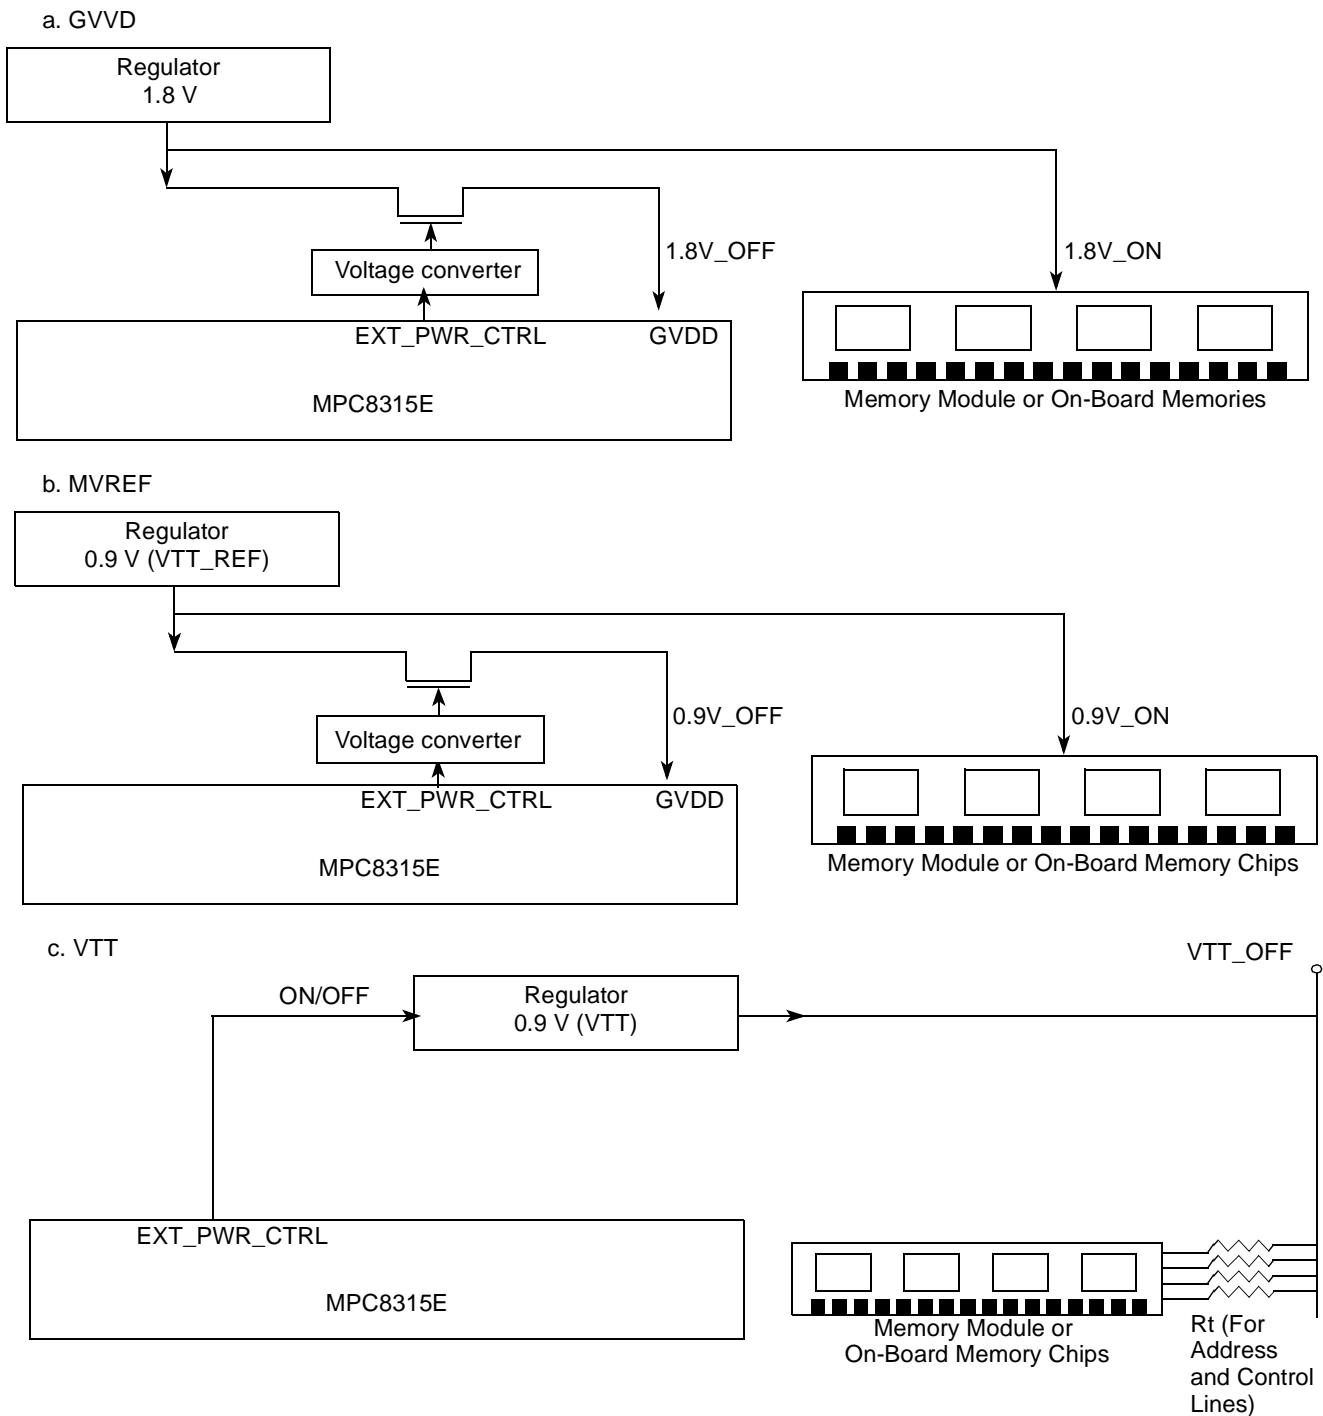 a. GVVD
Regulator
1.8 V
1.8V_OFF
1.8V_ON
Voltage converter
EXT_PWR_CTRL
GVDD
MPC8315E
Memory Module or On-Board Memories
b. MVREF
Regulator
0.9 V (VTT_REF)
0.9V_OFF
0.9V_ON
Voltage converter
EXT_PWR_CTRL
GVDD
MPC8315E
Memory Module or On-Board Memory Chips
c. VTT
VTT_OFF
ON/OFF
Regulator
0.9 V (VTT)
EXT_PWR_CTRL
MPC8315E
Memory Module or
On-Board Memory Chips
Rt (For
Address
and Control
Lines)